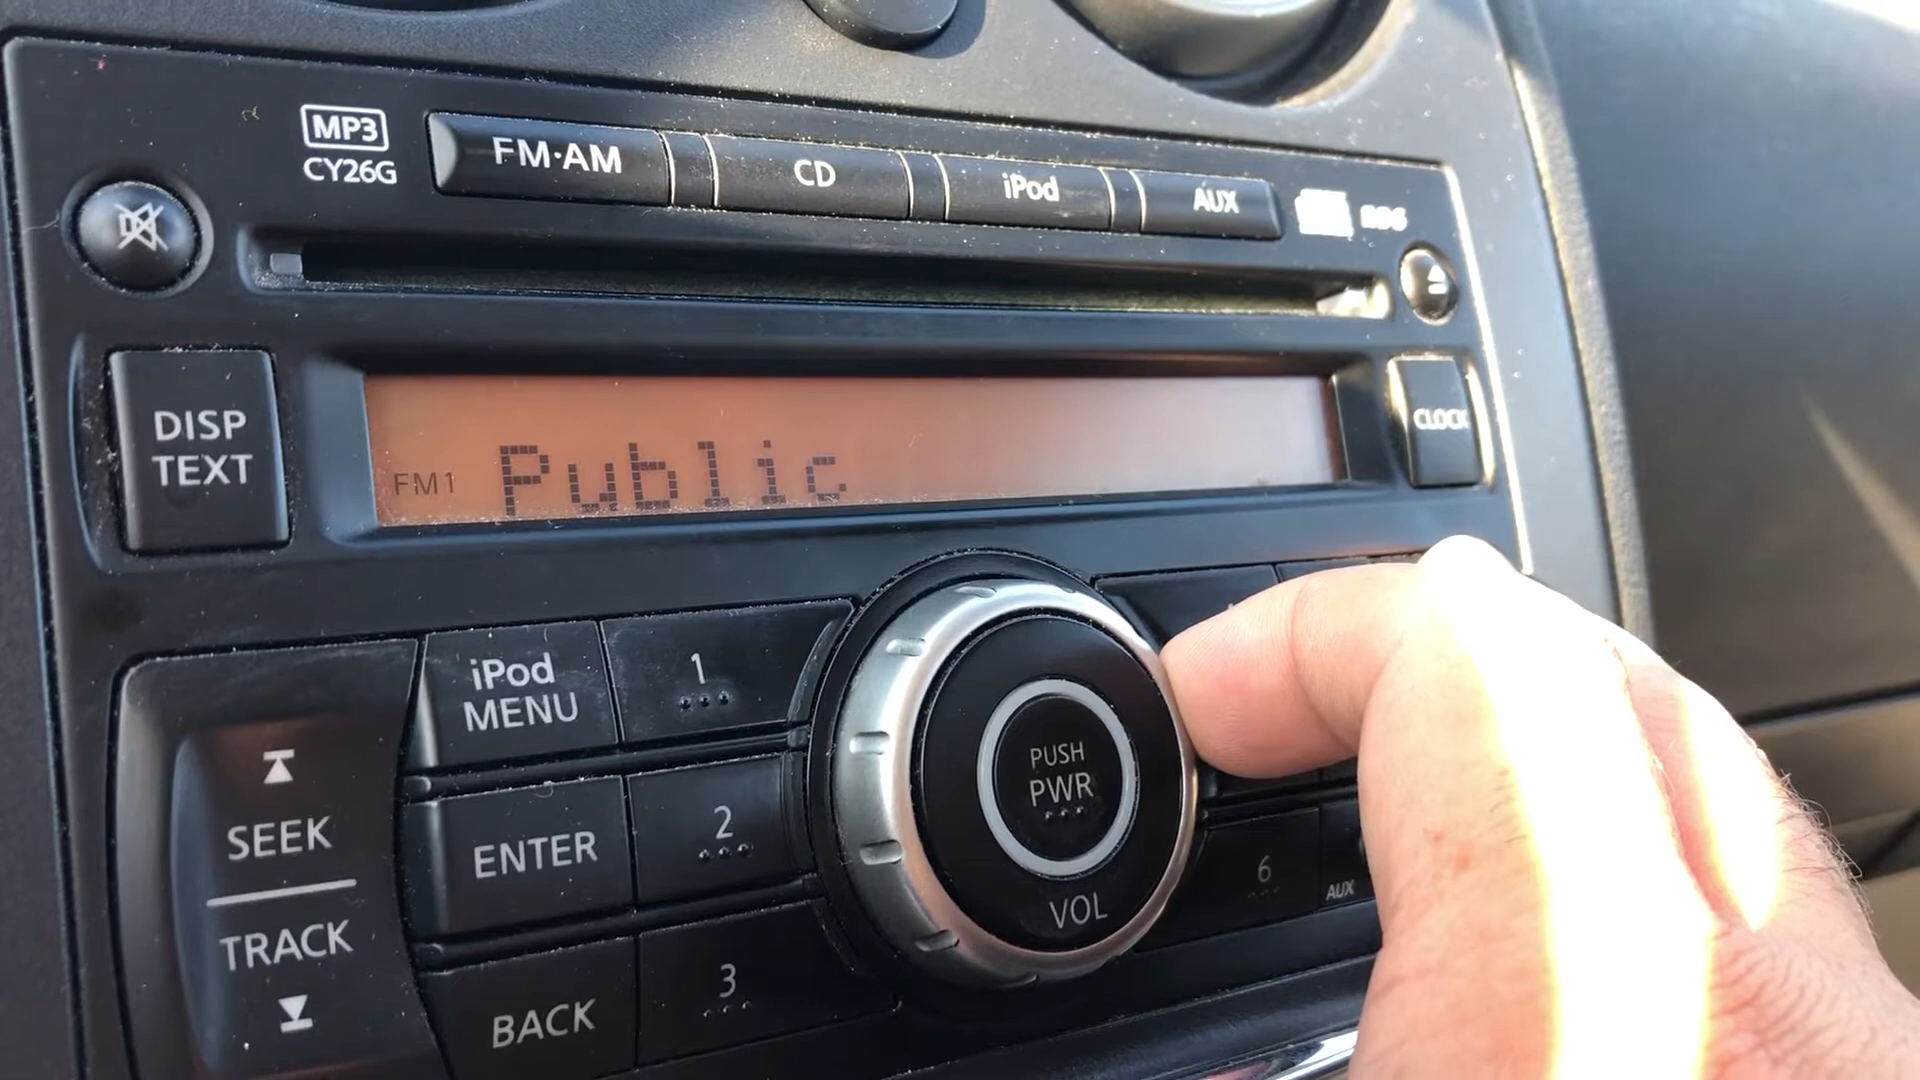 MP3
CY26G
FM·AM
CD
iPod
AUX
DISP
TEXT
CLOCK
FM1 Public
iPod
MENU
1
SEEK
TRACK
ENTER
2
BACK
3
PUSH
PWR
VOL
6
AUX